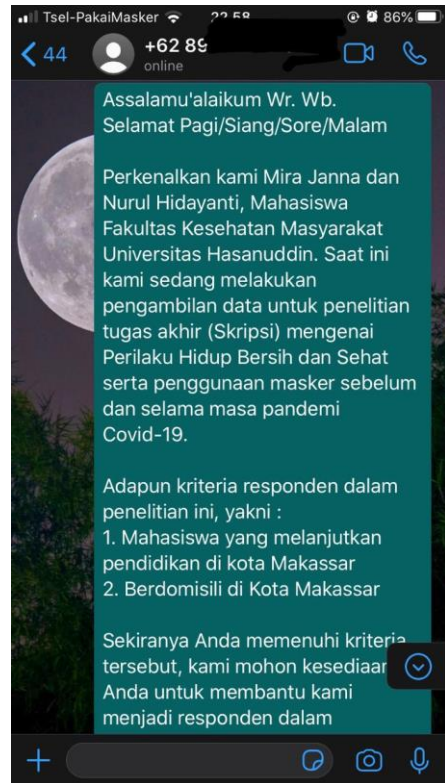 Tsel-PakaiMasker 22.58 86%
44 +62 89
online
Assalamu'alaikum Wr. Wb.
Selamat Pagi/Siang/Sore/Malam
Perkenalkan kami Mira Janna dan
Nurul Hidayanti, Mahasiswa
Fakultas Kesehatan Masyarakat
Universitas Hasanuddin. Saat ini
kami sedang melakukan
pengambilan data untuk penelitian
tugas akhir (Skripsi) mengenai
Perilaku Hidup Bersih dan Sehat
serta penggunaan masker sebelum
dan selama masa pandemi
Covid-19.
Adapun kriteria responden dalam
penelitian ini, yakni :
1. Mahasiswa yang melanjutkan
pendidikan di kota Makassar
2. Berdomisili di Kota Makassar
Sekiranya Anda memenuhi kriteria
tersebut, kami mohon kesediaan
Anda untuk membantu kami
menjadi responden dalam